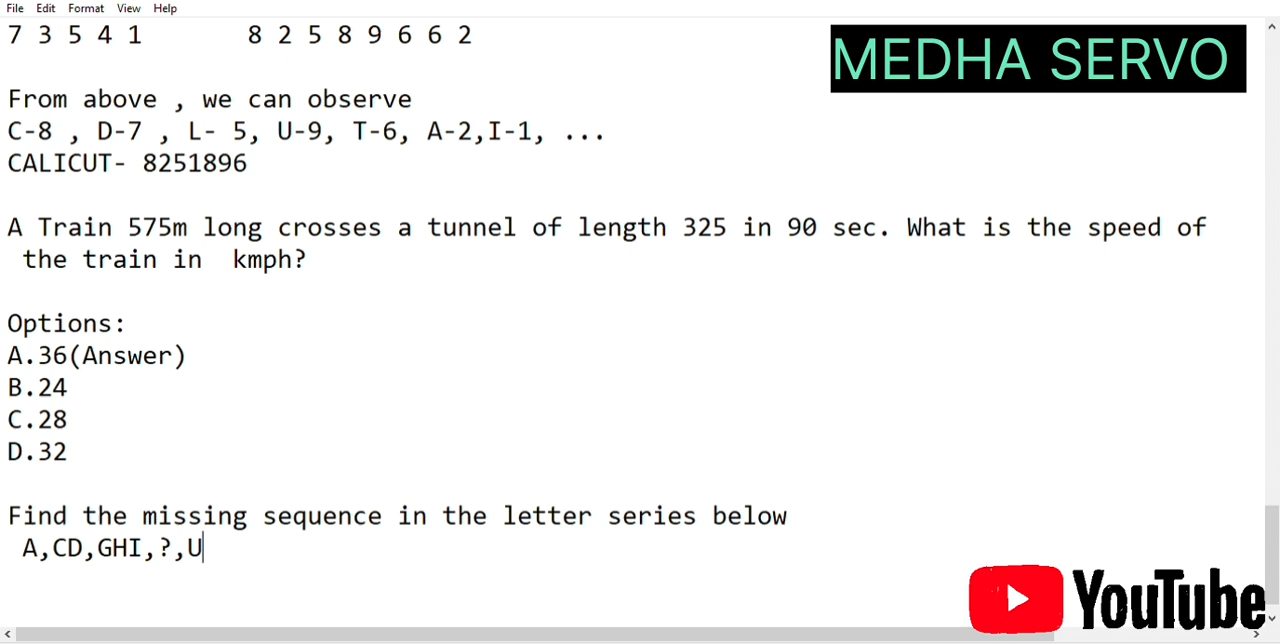 File Edit Format View Help
7 3 5 4 1 8 2 5 8 9 6 6 2
MEDHA SERVO
From above , we can observe
C-8 , D-7 , L- 5, U-9, T-6, A-2,I-1, ...
CALICUT- 8251896
A Train 575m long crosses a tunnel of length 325 in 90 sec. What is the speed of
the train in kmph?
Options:
A.36(Answer)
B.24
C.28
D.32
Find the missing sequence in the letter series below
A,CD,GHI,?,U
YouTube